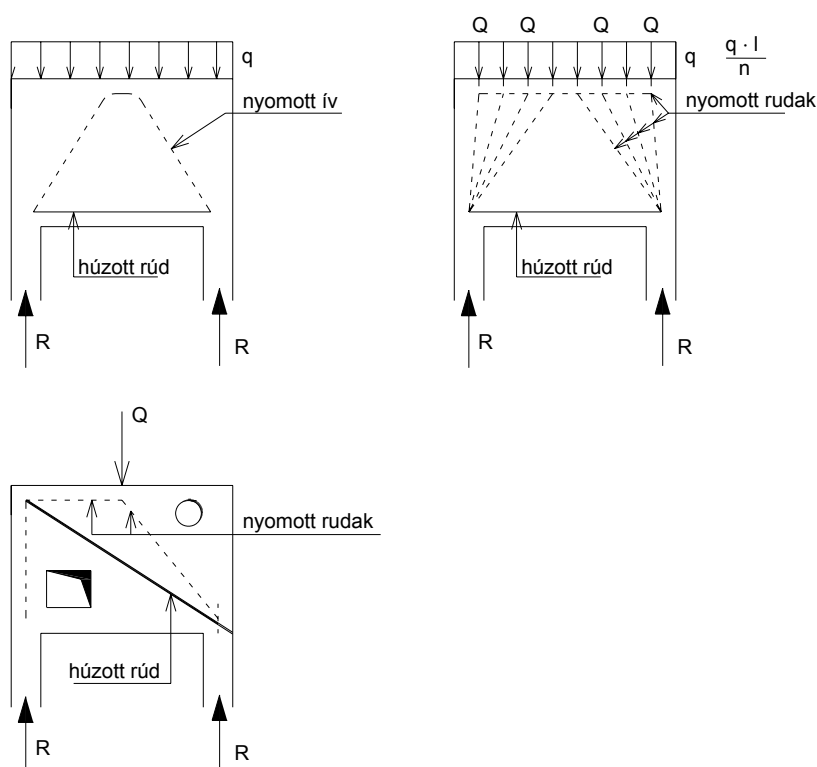 q
nyomott ív
húzott rúd
R
R
Q Q Q Q
q q · l
n
nyomott rudak
húzott rúd
R
R
Q
nyomott rudak
húzott rúd
R
R